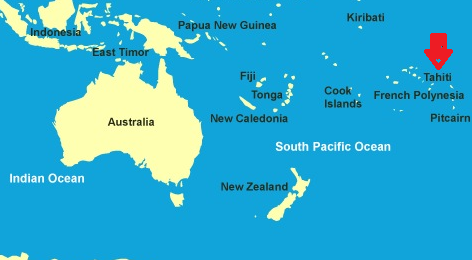 Kiribati
Papua New Guinea
Indonesia
East Timor
Fiji
Tahiti
Tonga
Cook
Islands
French Polynesia
New Caledonia
Pitcairn
Australia
South Pacific Ocean
Indian Ocean
New Zealand